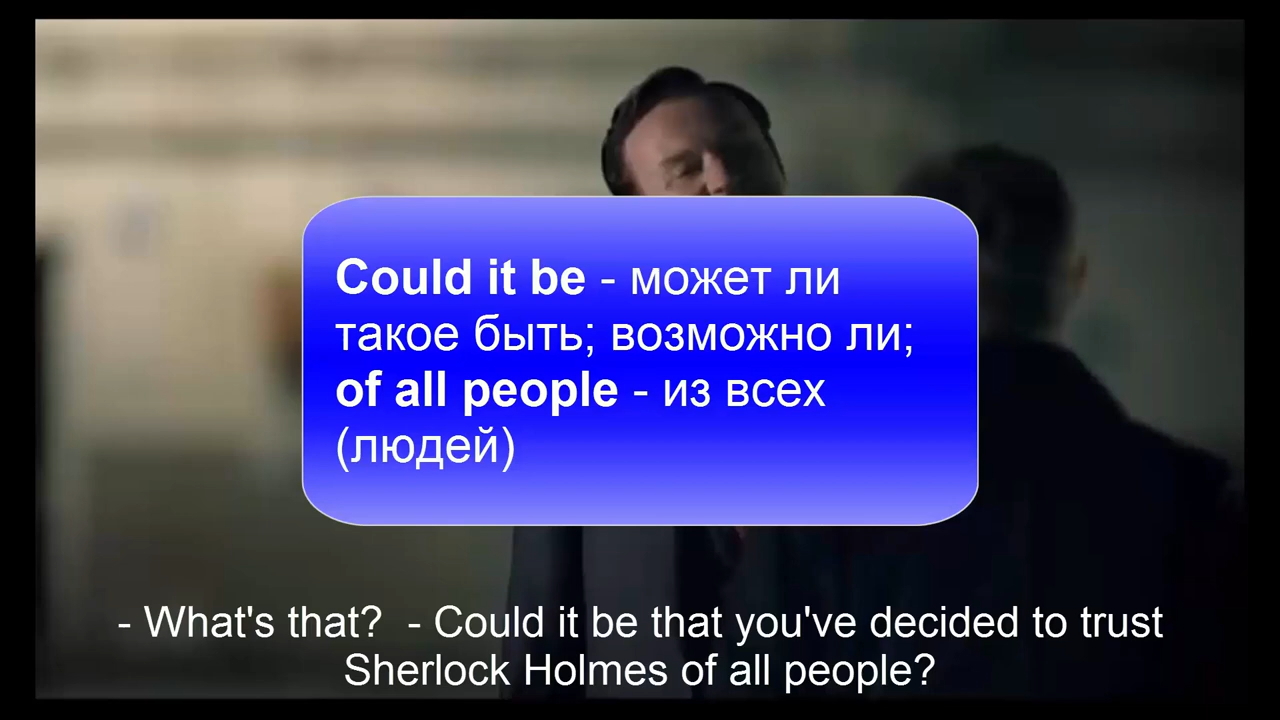 Could it be - может ли
такое быть; возможно ли;
of all people - из всех
(людей)
- What's that?  - Could it be that you've decided to trust
Sherlock Holmes of all people?